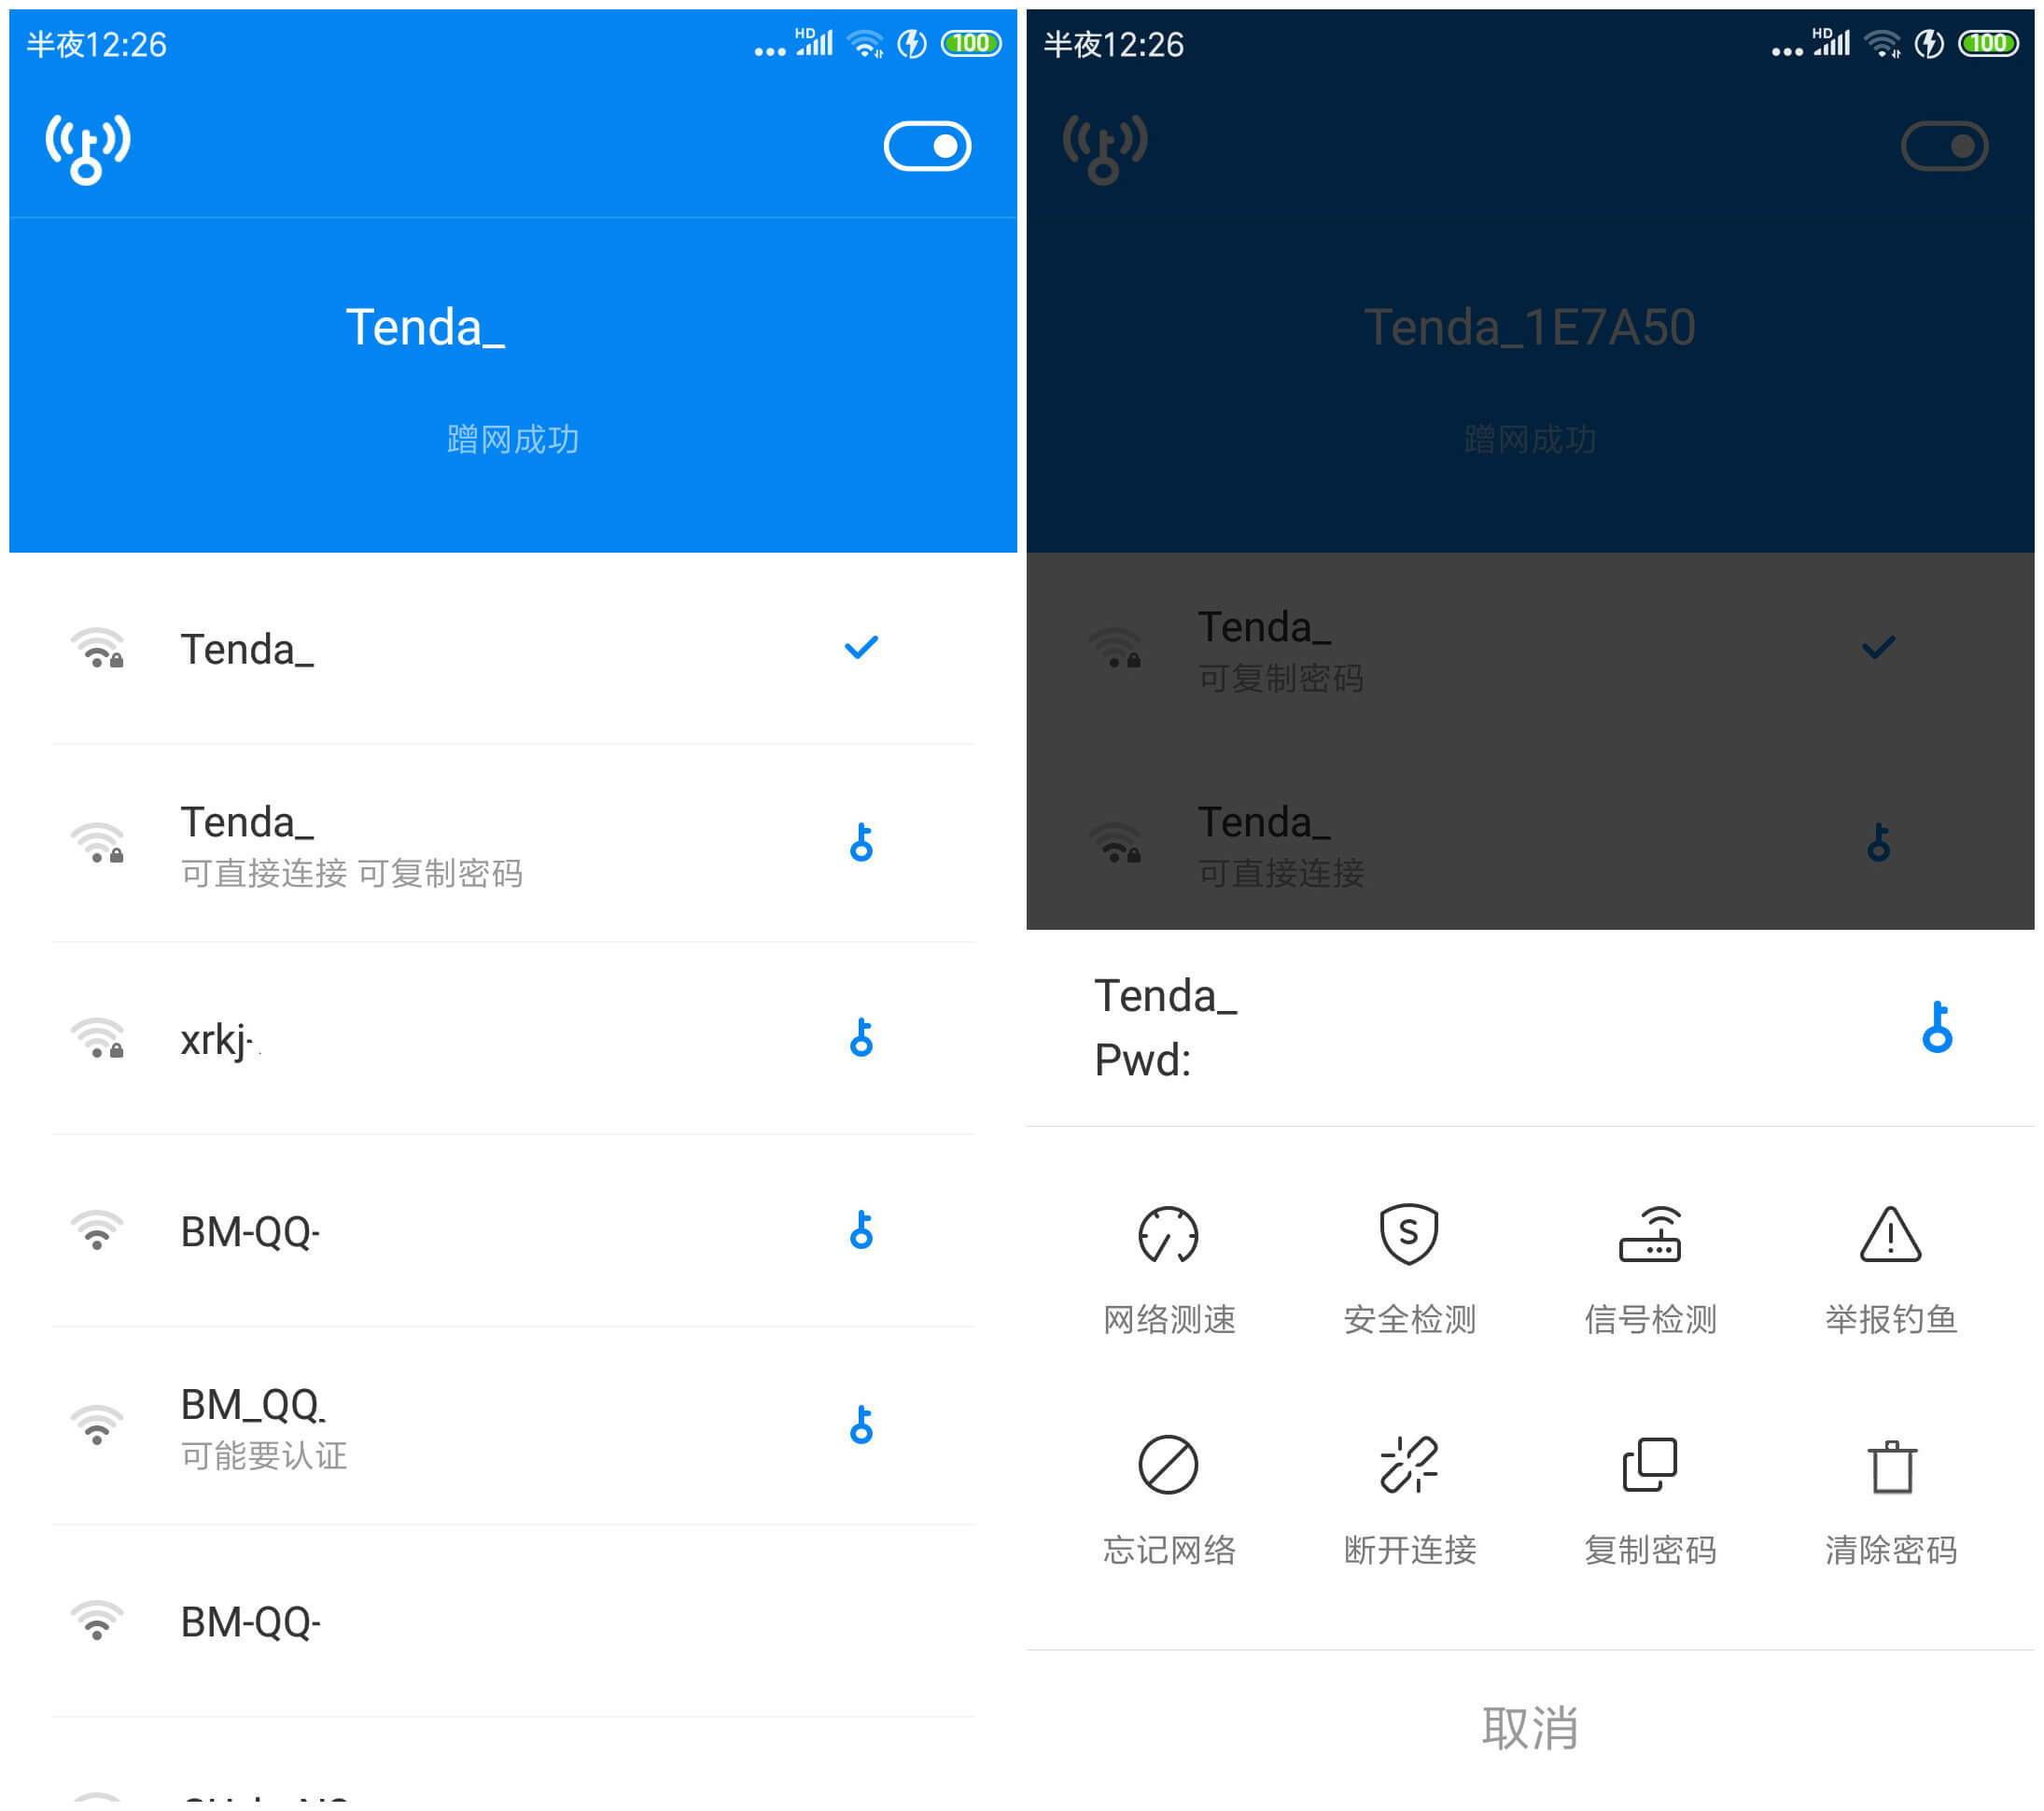 半夜12:26
HD
100
Tenda_
蹭网成功
Tenda_
Tenda_
可直接连接 可复制密码
xrkj-
BM-QQ-
BM_QQ
可能要认证
BM-QQ-
半夜12:26
HD
100
Tenda_1E7A50
蹭网成功
Tenda_
可复制密码
Tenda_
可直接连接
Tenda_
Pwd:
网络测速 安全检测 信号检测 举报钓鱼
忘记网络 断开连接 复制密码 清除密码
取消